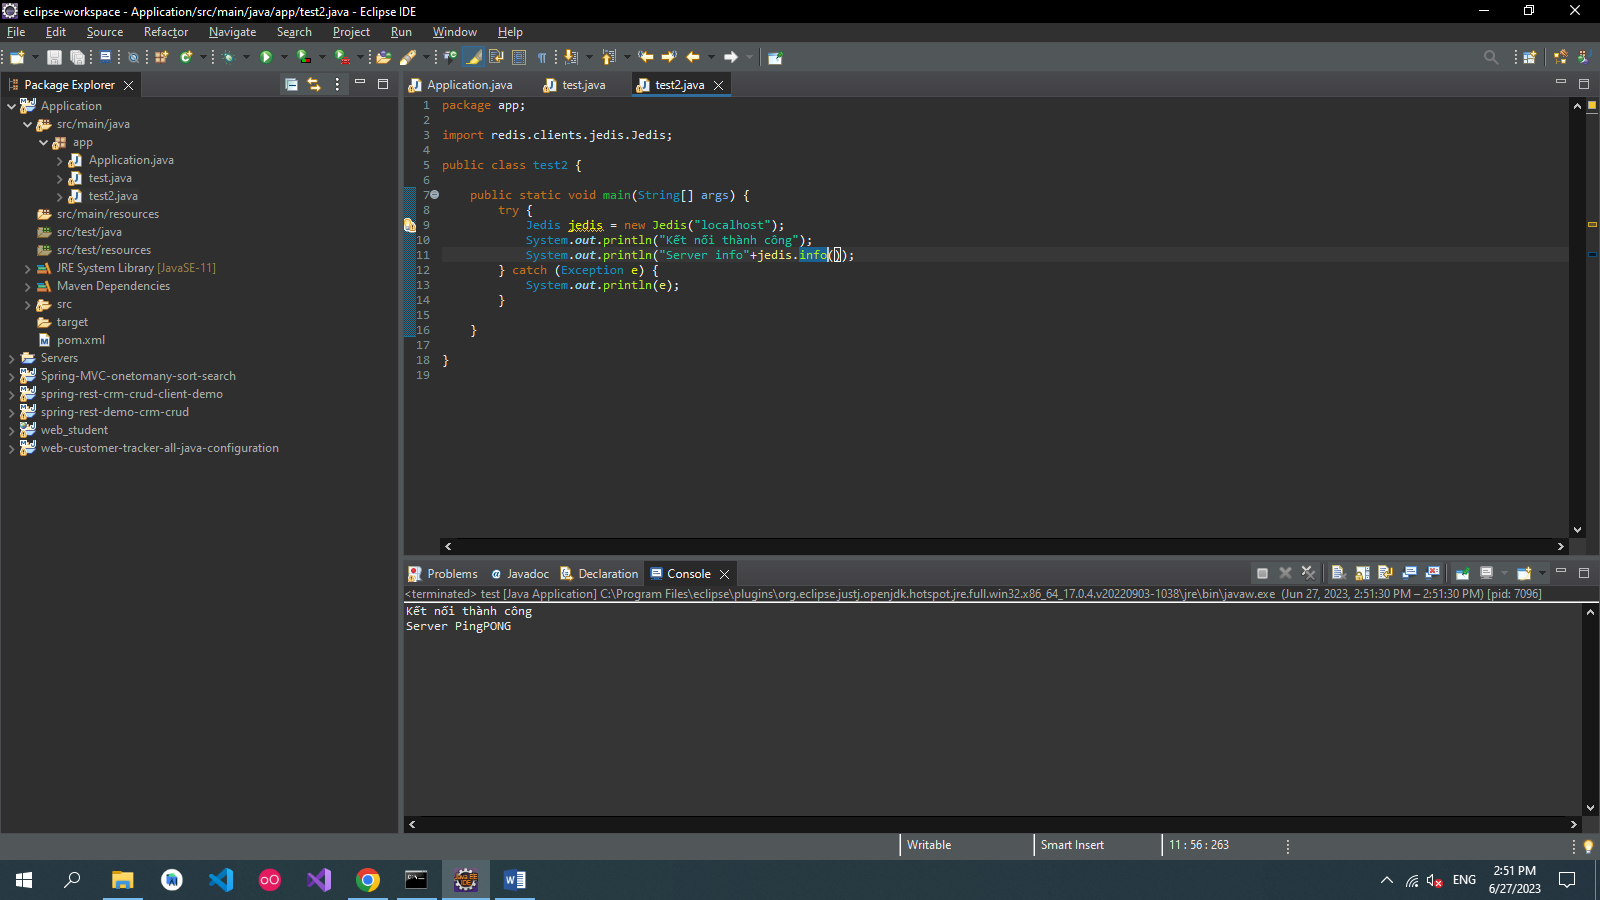 eclipse-workspace - Application/src/main/java/app/test2.java - Eclipse IDE
File Edit Source Refactor Navigate Search Project Run Window Help
Package Explorer
Application
src/main/java
app
Application.java
test.java
test2.java
src/main/resources
src/test/java
src/test/resources
JRE System Library [JavaSE-11]
Maven Dependencies
src
target
pom.xml
Servers
Spring-MVC-onetomany-sort-search
spring-rest-crm-crud-client-demo
spring-rest-demo-crm-crud
web_student
web-customer-tracker-all-java-configuration
Application.java test.java test2.java
1 package app;
2
3 import redis.clients.jedis.Jedis;
4
5 public class test2 {
6
7 public static void main(String[] args) {
8 try {
9 Jedis jedis = new Jedis("localhost");
10 System.out.println("Kết nối thành công");
11 System.out.println("Server info"+jedis.info());
12 } catch (Exception e) {
13 System.out.println(e);
14 }
15
16 }
17
18 }
19
Problems @ Javadoc Declaration Console
<terminated> test [Java Application] C:\Program Files\eclipse\plugins\org.eclipse.justj.openjdk.hotspot.jre.full.win32.x86_64_17.0.4.v20220903-1038\jre\bin\javaw.exe (Jun 27, 2023, 2:51:30 PM – 2:51:30 PM) [pid: 7096]
Kết nối thành công
Server PingPONG
Writable Smart Insert 11 : 56 : 263
ENG 2:51 PM
6/27/2023